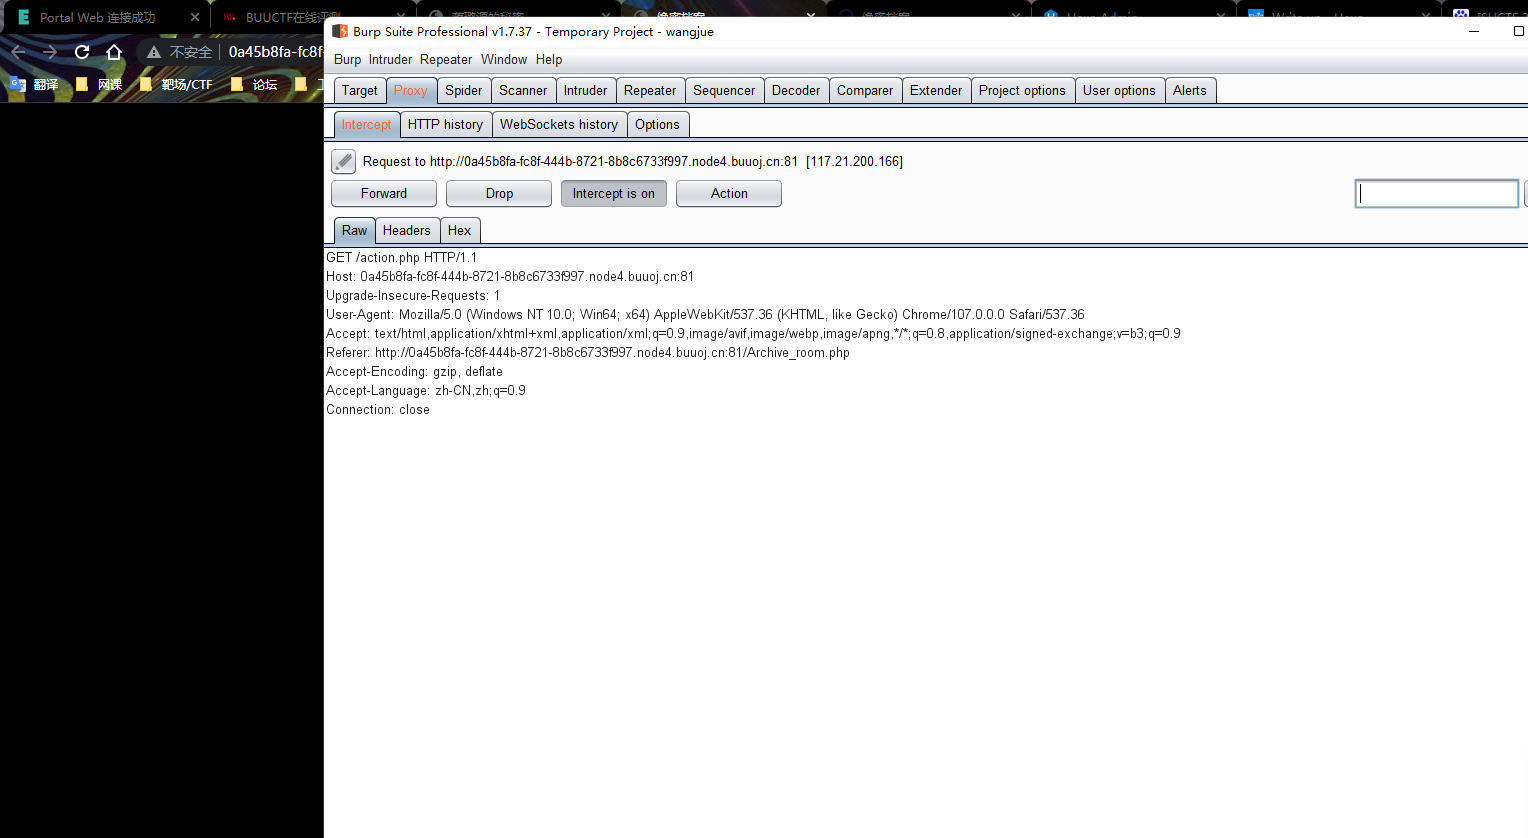 Portal Web 连接成功
BUUCTF在线评测
Burp Suite Professional v1.7.37 - Temporary Project - wangjue
Burp Intruder Repeater Window Help
不安全 0a45b8fa-fc8f-
翻译 网课 靶场/CTF 论坛
Target Proxy Spider Scanner Intruder Repeater Sequencer Decoder Comparer Extender Project options User options Alerts
Intercept HTTP history WebSockets history Options
Request to http://0a45b8fa-fc8f-444b-8721-8b8c6733f997.node4.buuoj.cn:81 [117.21.200.166]
Forward Drop Intercept is on Action
Raw Headers Hex
GET /action.php HTTP/1.1
Host: 0a45b8fa-fc8f-444b-8721-8b8c6733f997.node4.buuoj.cn:81
Upgrade-Insecure-Requests: 1
User-Agent: Mozilla/5.0 (Windows NT 10.0; Win64; x64) AppleWebKit/537.36 (KHTML, like Gecko) Chrome/107.0.0.0 Safari/537.36
Accept: text/html,application/xhtml+xml,application/xml;q=0.9,image/avif,image/webp,image/apng,*/*;q=0.8,application/signed-exchange;v=b3;q=0.9
Referer: http://0a45b8fa-fc8f-444b-8721-8b8c6733f997.node4.buuoj.cn:81/Archive_room.php
Accept-Encoding: gzip, deflate
Accept-Language: zh-CN,zh;q=0.9
Connection: close